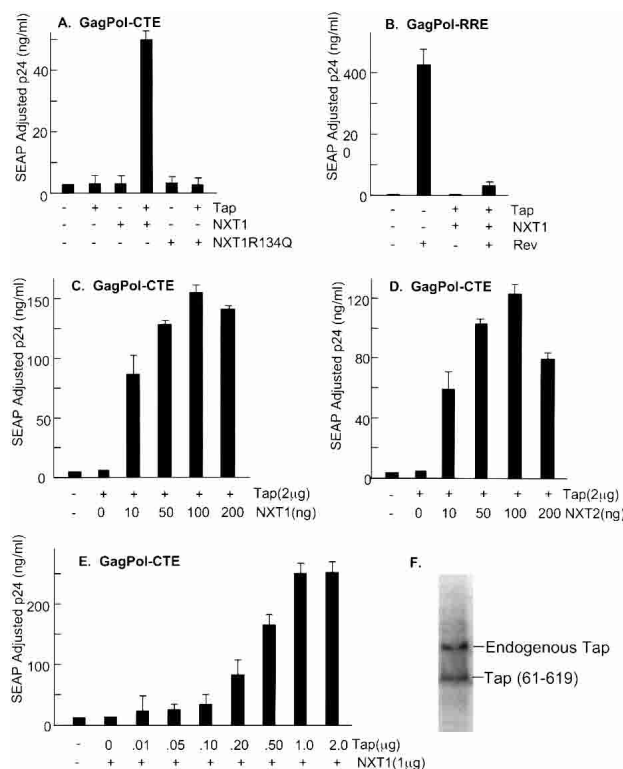 A. GagPol-CTE
SEAP Adjusted p24 (ng/ml)
40
20
0
- + - + - + Tap
- - + + - - NXT1
- - - - + + NXT1R134Q
B. GagPol-RRE
SEAP Adjusted p24 (ng/ml)
400
20
0
0
- - + + Tap
- - + + NXT1
- + - + Rev
C. GagPol-CTE
SEAP Adjusted p24 (ng/ml)
150
100
50
0
- + + + + + Tap(2µg)
- 0 10 50 100 200 NXT1(ng)
D. GagPol-CTE
SEAP Adjusted p24 (ng/ml)
120
80
40
0
- + + + + + Tap(2µg)
- 0 10 50 100 200 NXT2(ng)
E. GagPol-CTE
SEAP Adjusted p24 (ng/ml)
200
100
0
- 0 .01 .05 .10 .20 .50 1.0 2.0 Tap(µg)
- + + + + + + + + NXT1(1µg)
F.
Endogenous Tap
Tap (61-619)